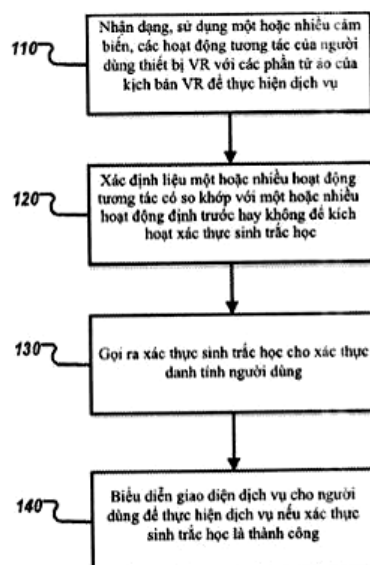 110
Nhận dạng, sử dụng một hoặc nhiều cảm
biến, các hoạt động tương tác của người
dùng thiết bị VR với các phần tử ảo của
kịch bản VR để thực hiện dịch vụ
120
Xác định liệu một hoặc nhiều hoạt động
tương tác có so khớp với một hoặc nhiều
hoạt động định trước hay không để kích
hoạt xác thực sinh trắc học
130
Gọi ra xác thực sinh trắc học cho xác thực
danh tính người dùng
140
Biểu diễn giao diện dịch vụ cho người
dùng để thực hiện dịch vụ nếu xác thực
sinh trắc học là thành công